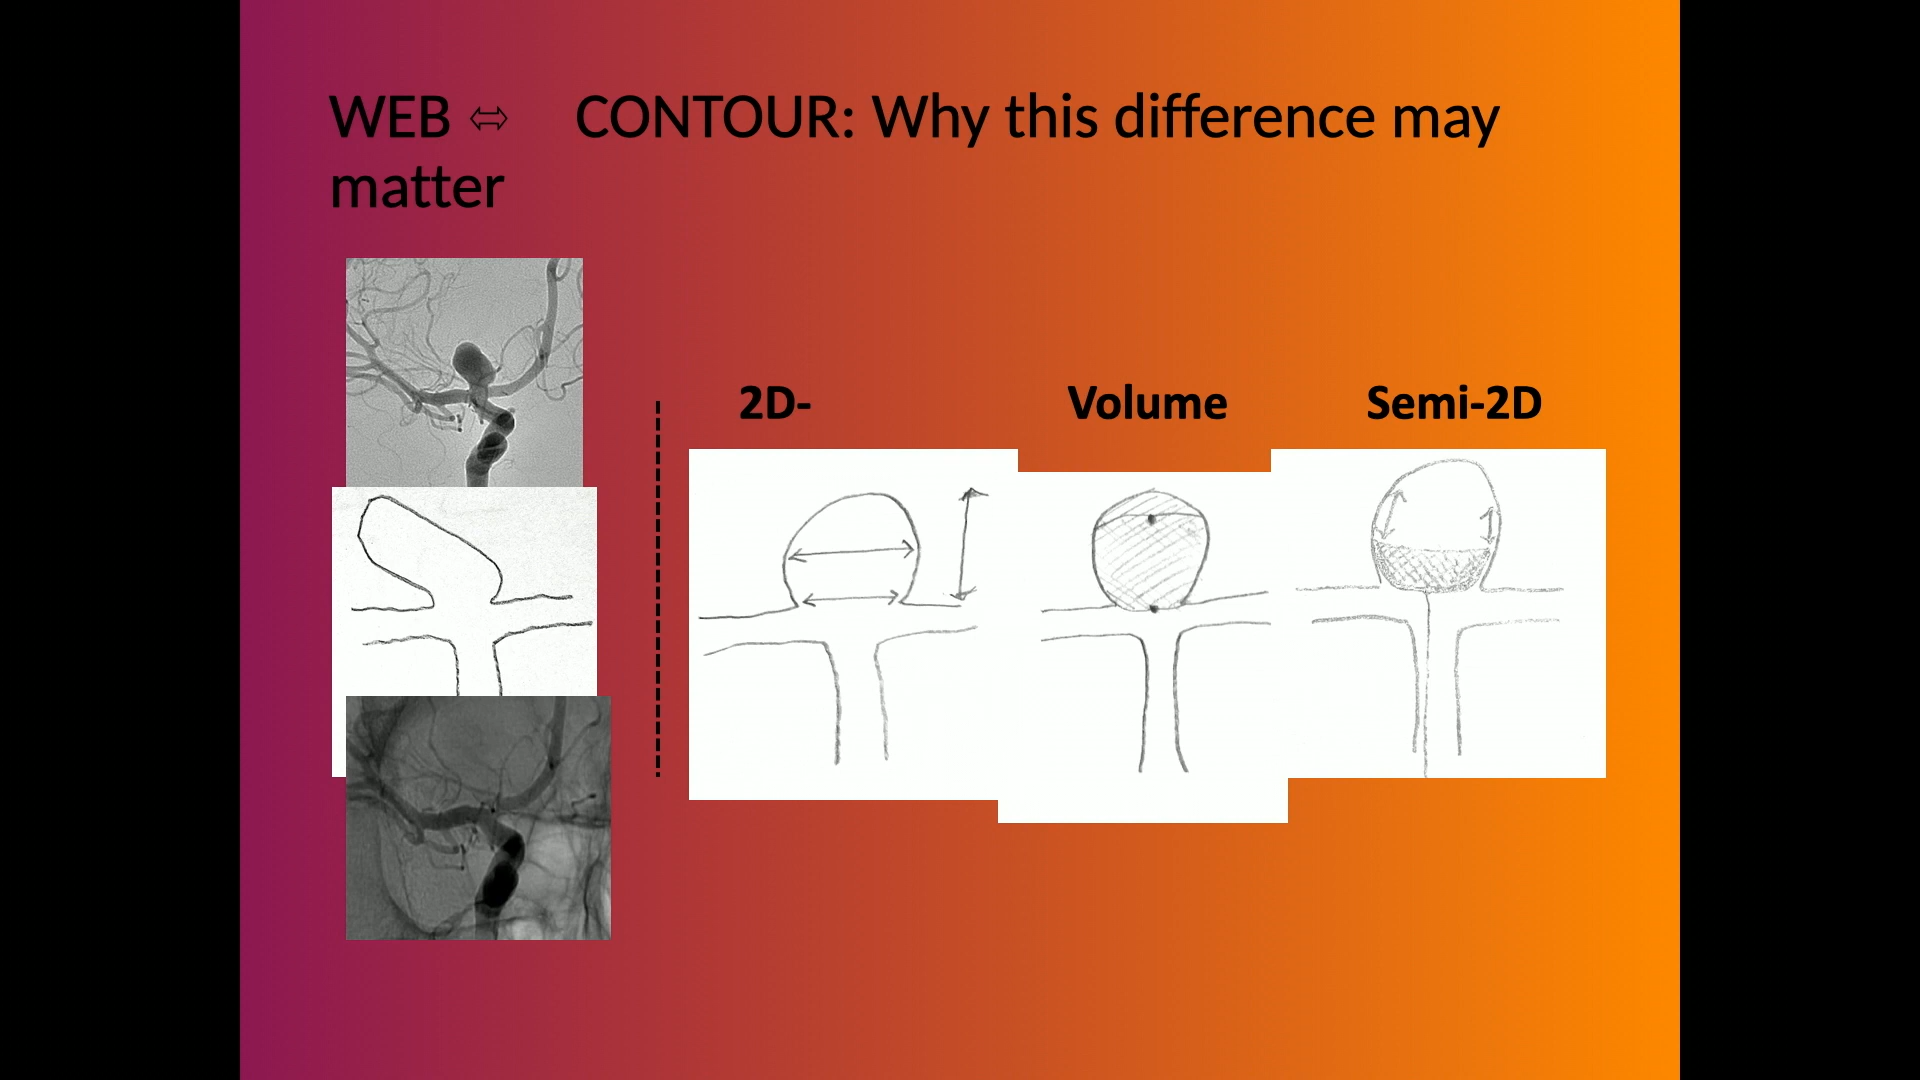 WEB ⇔ CONTOUR: Why this difference may
matter
2D-
Volume
Semi-2D